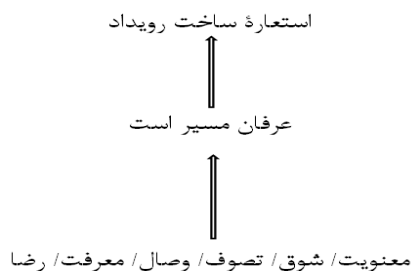 استعارهٔ ساخت رویداد
عرفان مسیر است
معنویت/ شوق/ تصوف/ وصال/ معرفت/ رضا